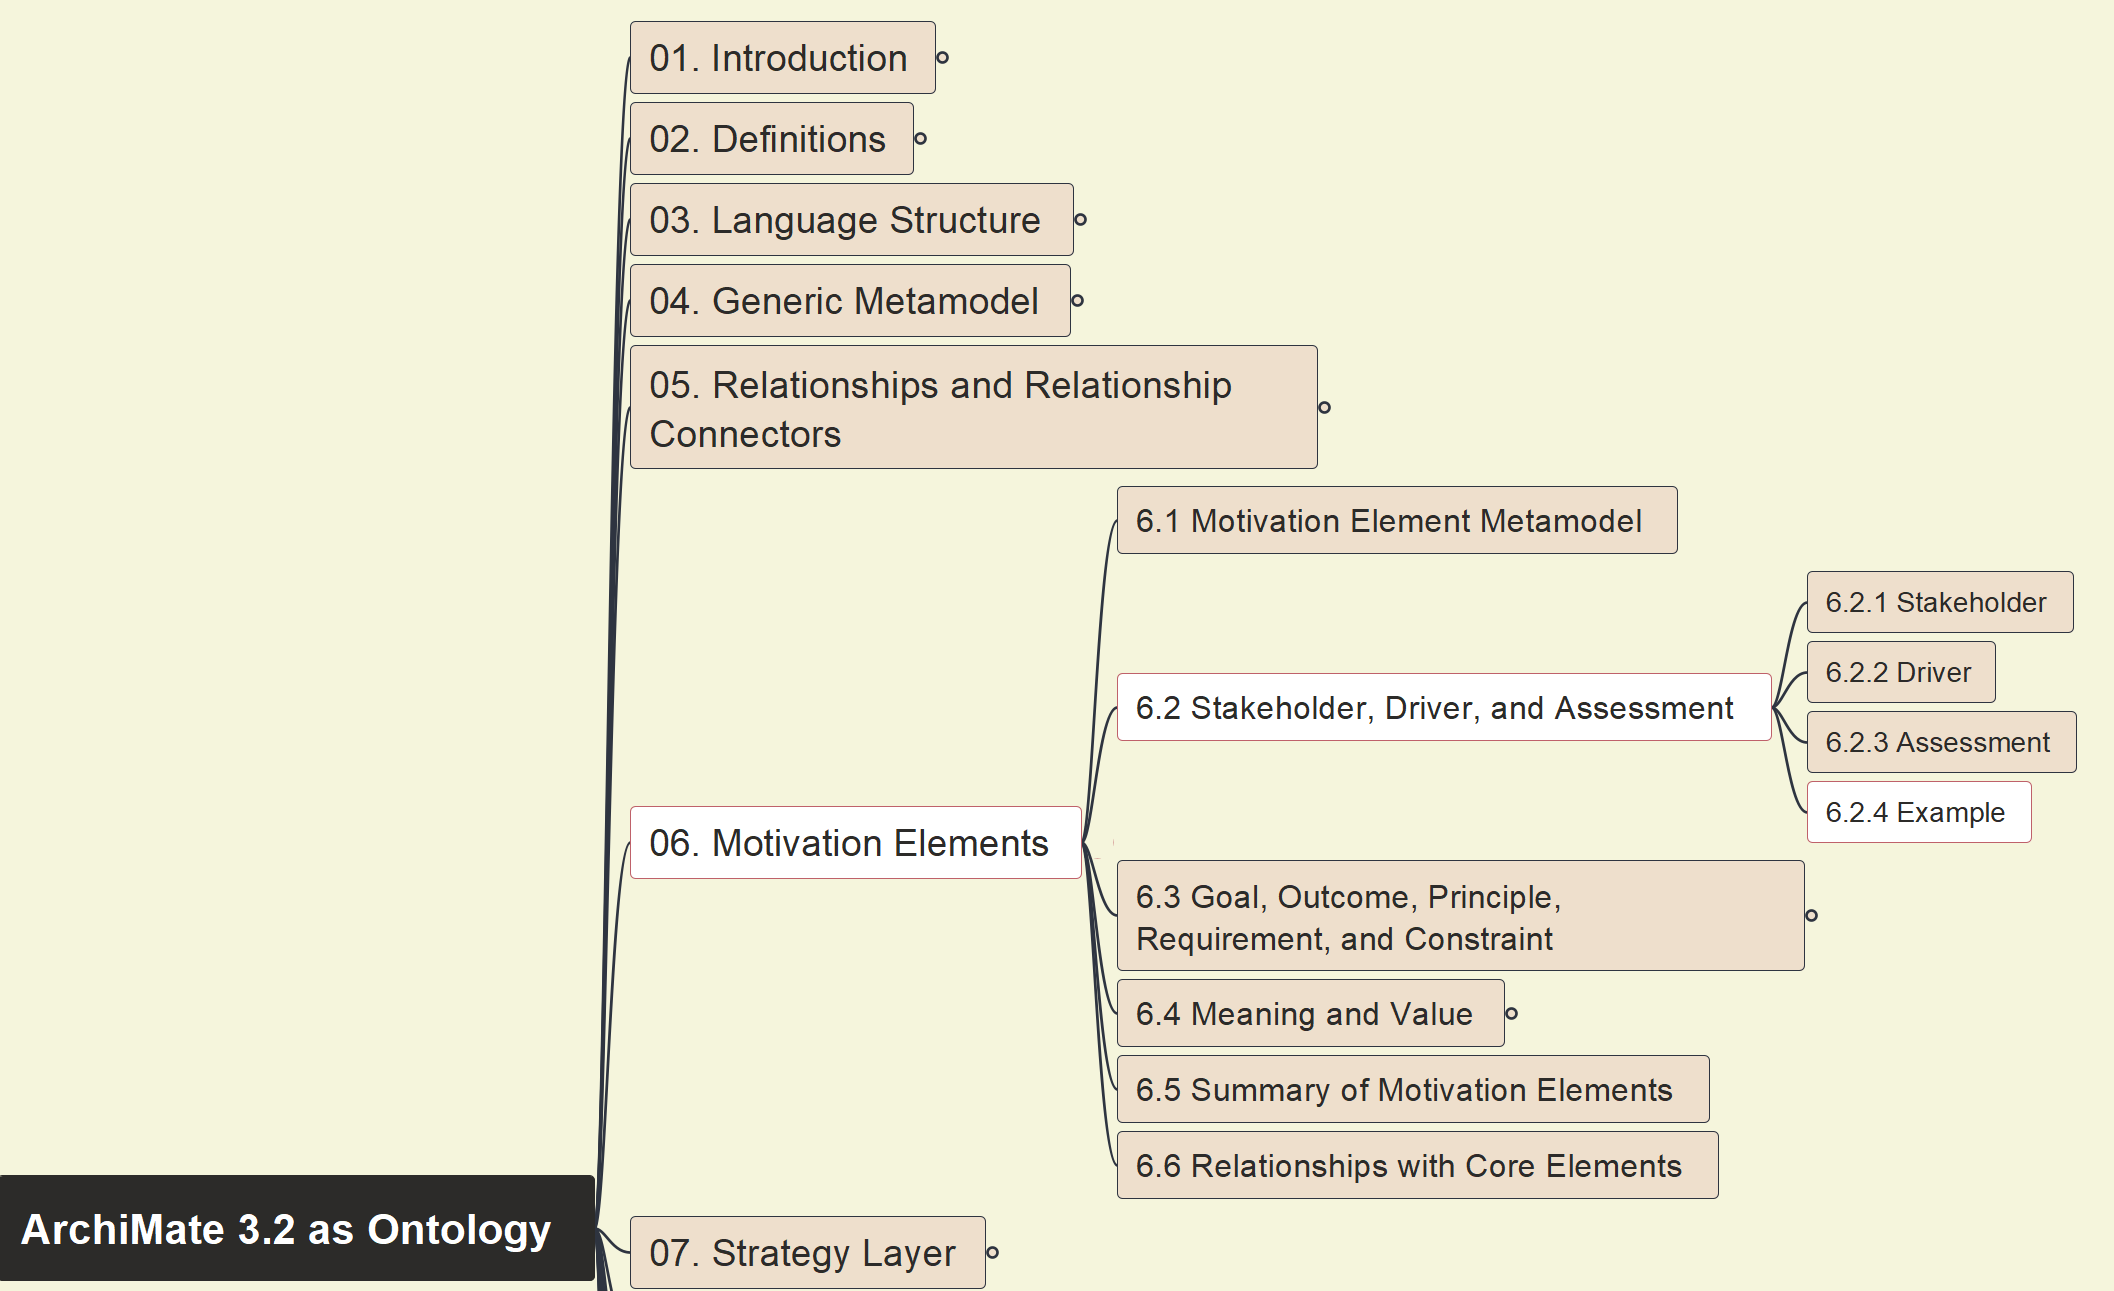 01. Introduction
02. Definitions
03. Language Structure
04. Generic Metamodel
05. Relationships and Relationship
Connectors
06. Motivation Elements
6.1 Motivation Element Metamodel
6.2 Stakeholder, Driver, and Assessment
6.2.1 Stakeholder
6.2.2 Driver
6.2.3 Assessment
6.2.4 Example
6.3 Goal, Outcome, Principle,
Requirement, and Constraint
6.4 Meaning and Value
6.5 Summary of Motivation Elements
6.6 Relationships with Core Elements
ArchiMate 3.2 as Ontology
07. Strategy Layer